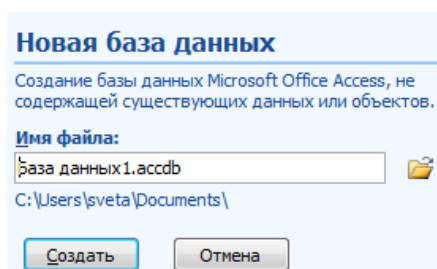 Новая база данных
Создание базы данных Microsoft Office Access, не
содержащей существующих данных или объектов.
Имя файла:
База данных1.accdb
C:\Users\sveta\Documents\
Создать Отмена